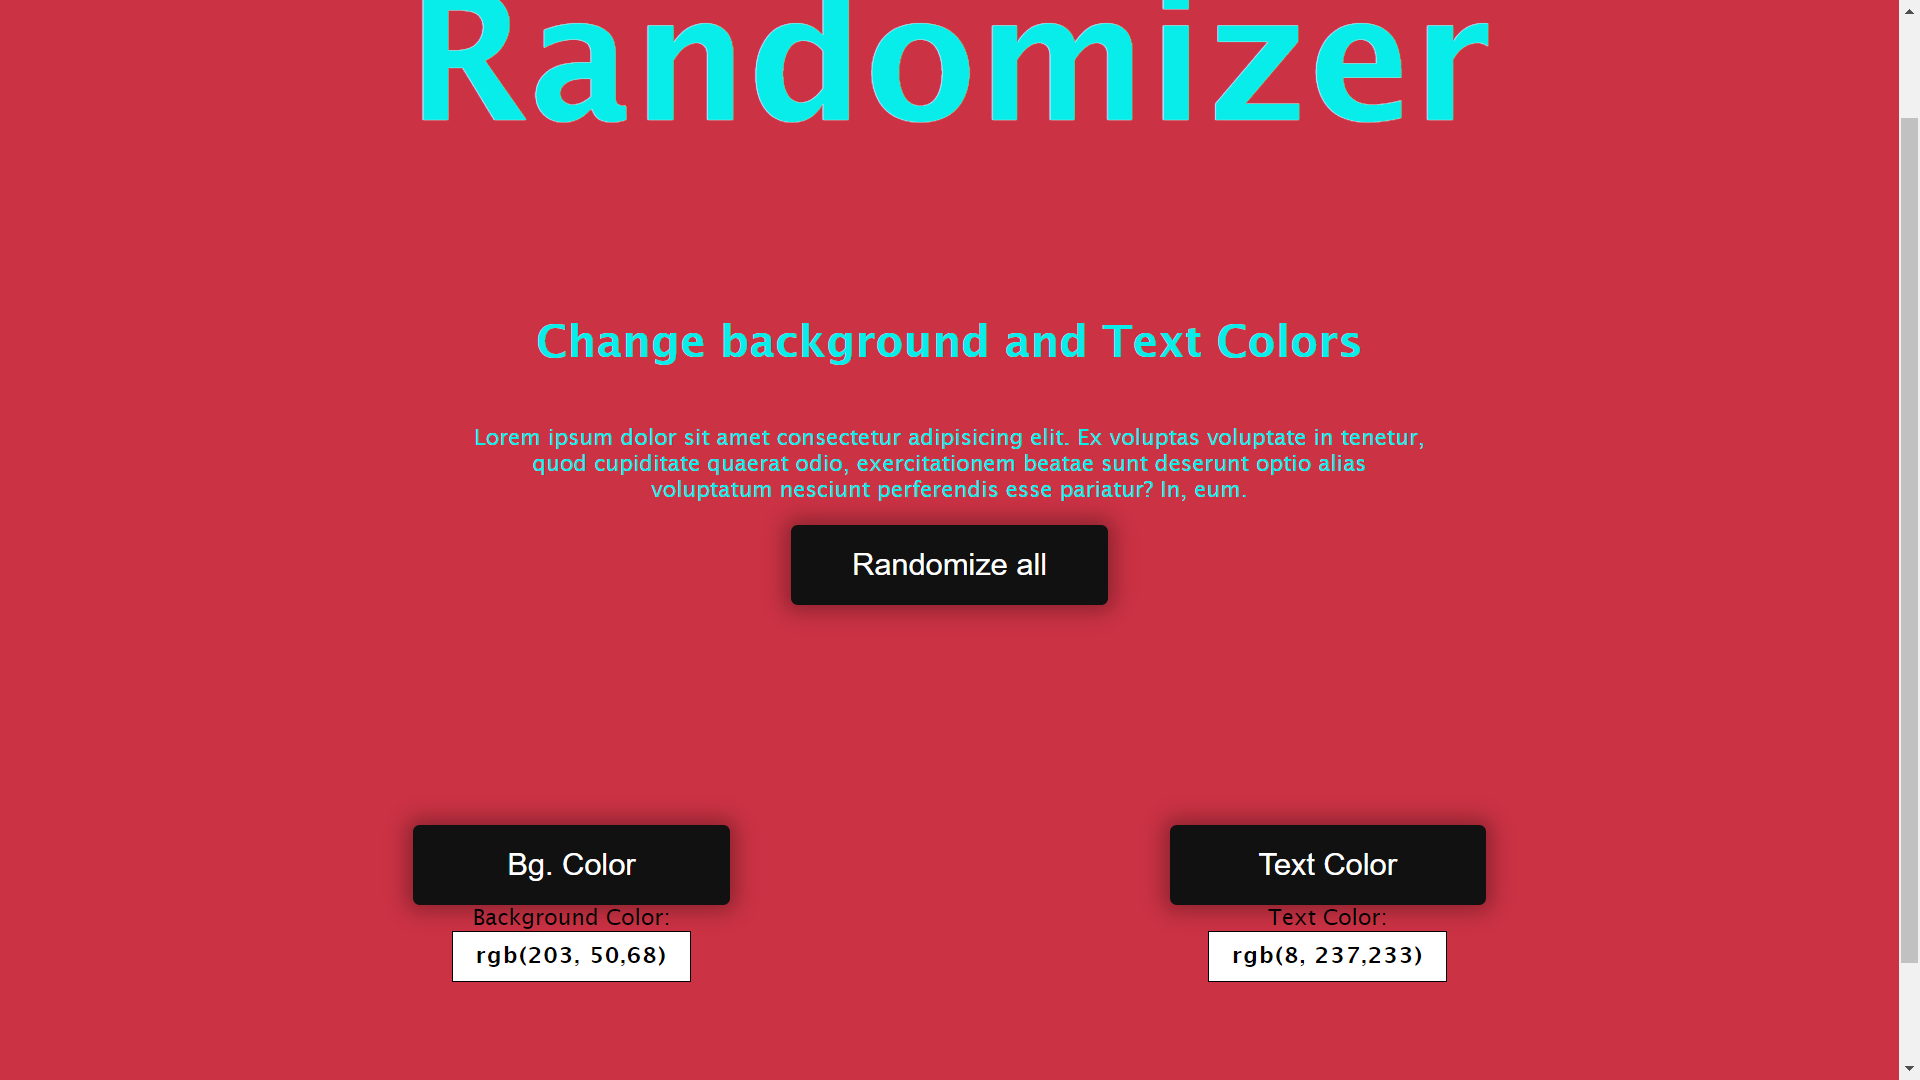 Randomizer
Change background and Text Colors
Lorem ipsum dolor sit amet consectetur adipisicing elit. Ex voluptas voluptate in tenetur,
quod cupiditate quaerat odio, exercitationem beatae sunt deserunt optio alias
voluptatum nesciunt perferendis esse pariatur? In, eum.
Randomize all
Bg. Color
Background Color:
rgb(203, 50,68)
Text Color
Text Color:
rgb(8, 237,233)